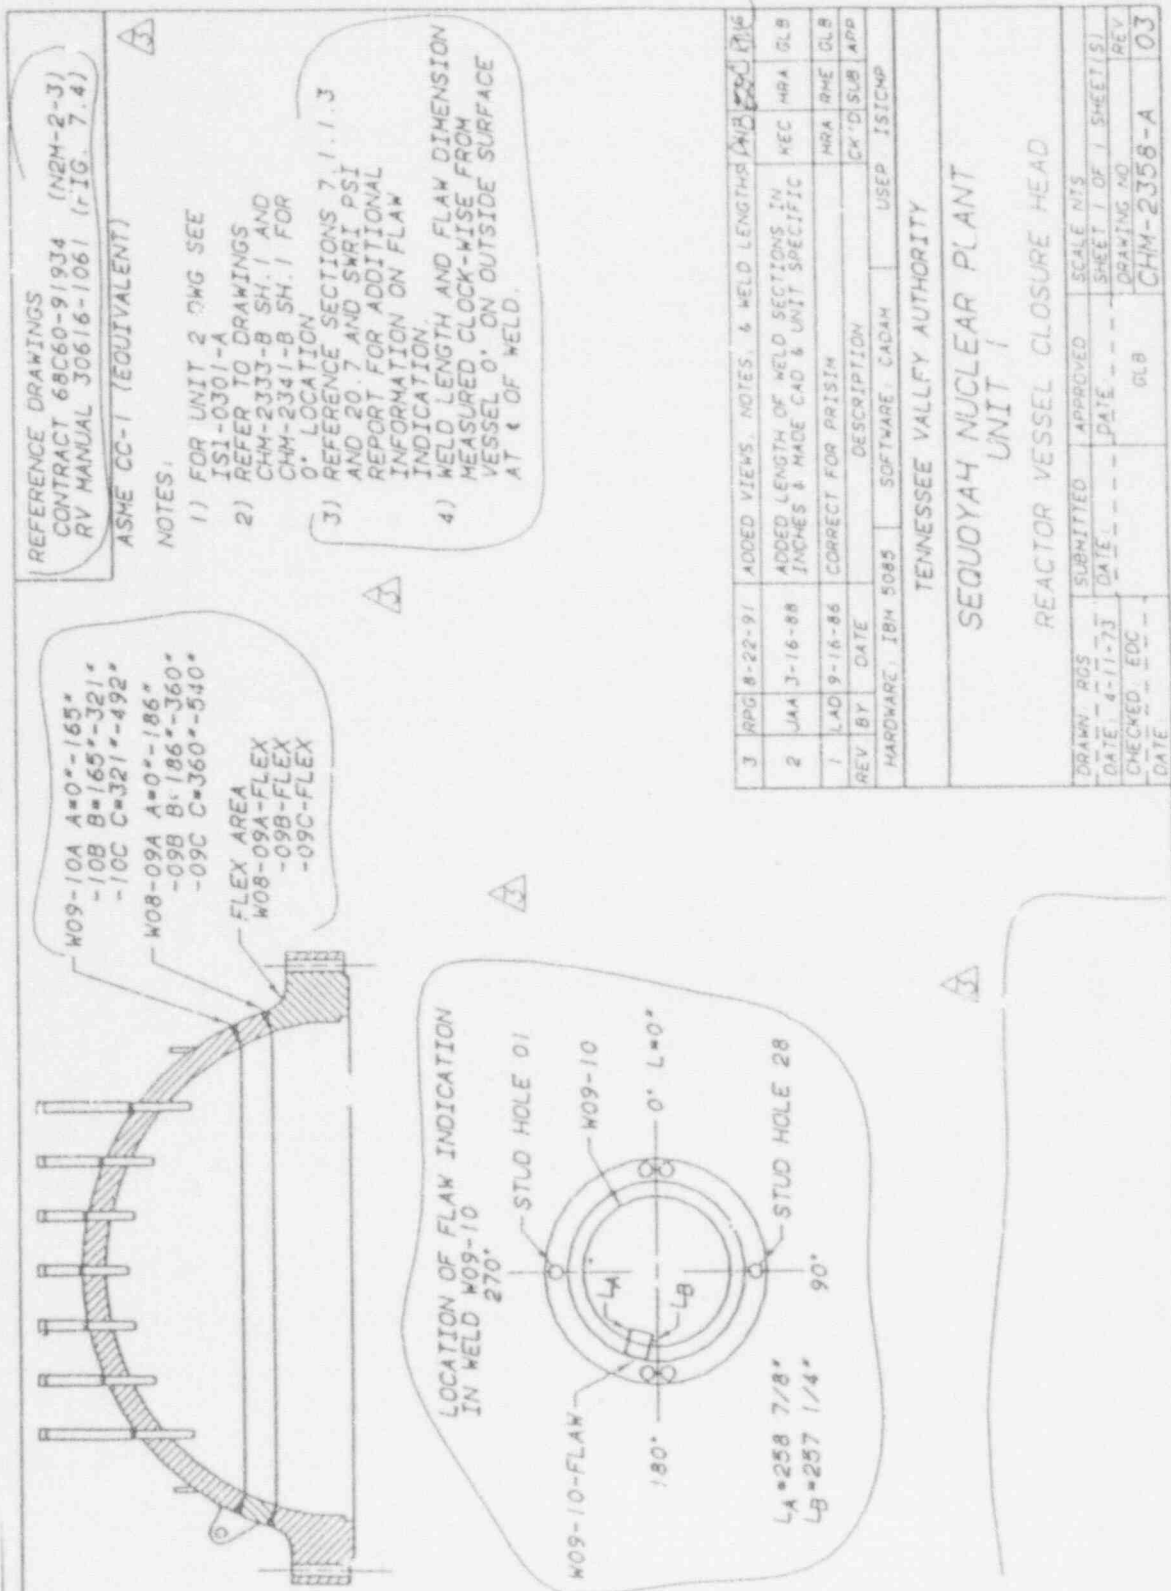 REFERENCE DRAWINGS
CONTRACT 68C60-91934 (N2M-2-3)
RV MANUAL 30616-1061 (FIG. 7.4)
3
ASME CC-1 (EQUIVALENT)
NOTES:
1) FOR UNIT 2 DWG SEE
ISI-0301-A
2) REFER TO DRAWINGS
CHM-2333-B SH.1 AND
CHM-2341-B SH.1 FOR
0° LOCATION
3) REFERENCE SECTIONS 7.1.1.3
AND 20.7 AND SWRI PSI
REPORT FOR ADDITIONAL
INFORMATION ON FLAW
INDICATION.
4) WELD LENGTH AND FLAW DIMENSION
MEASURED CLOCK-WISE FROM
VESSEL 0° ON OUTSIDE SURFACE
AT ℄ OF WELD.
3
W09-10A A=0"-165"
-10B B=165"-321"
-10C C=321"-492"
W08-09A A=0"-186"
-09B B=186"-360"
-09C C=360"-540"
FLEX AREA
W08-09A-FLEX
-09B-FLEX
-09C-FLEX
3
LOCATION OF FLAW INDICATION
IN WELD W09-10
270°
STUD HOLE 01
W09-10
W09-10-FLAW
LA
LB
180°
0° L=0"
STUD HOLE 28
90°
LA=258 7/8"
LB=257 1/4"
3
3 RPG 8-22-91 ADDED VIEWS, NOTES, & WELD LENGTHS
2 JAA 3-16-88 ADDED LENGTH OF WELD SECTIONS IN INCHES & MADE CAD & UNIT SPECIFIC KEC MRA GLB
1 LAD 9-16-86 CORRECT FOR PRISIM MRA RME GLB
REV BY DATE DESCRIPTION CK'D SUB APP
HARDWARE: IBM 5085 SOFTWARE: CADAM USER ISICMP
TENNESSEE VALLEY AUTHORITY
SEQUOYAH NUCLEAR PLANT
UNIT 1
REACTOR VESSEL CLOSURE HEAD
DRAWN: RGS SUBMITTED APPROVED SCALE NTS
DATE: 4-11-73 DATE: DATE SHEET 1 OF 1 SHEET(S)
CHECKED: EDC GLB DRAWING NO REV
DATE CHM-2358-A 03